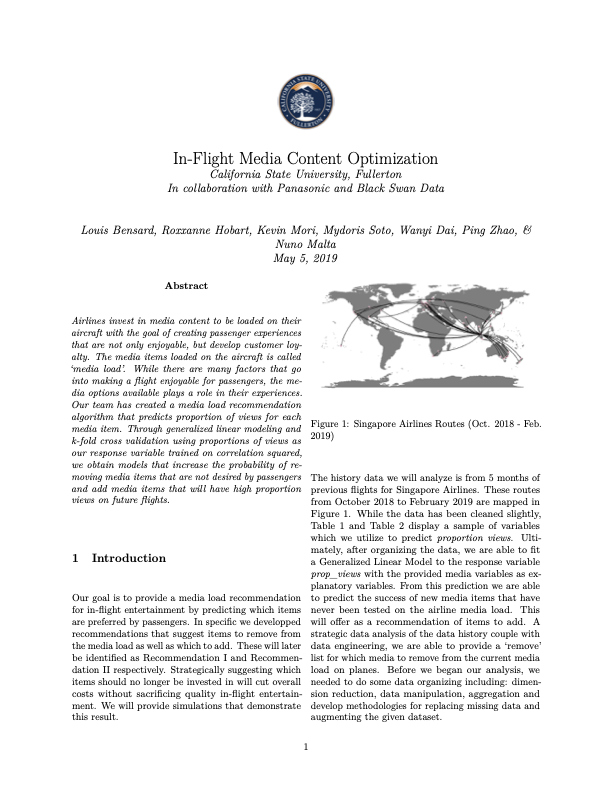 CALIFORNIA STATE UNIVERSITY
FULLERTON
In-Flight Media Content Optimization
California State University, Fullerton
In collaboration with Panasonic and Black Swan Data
Louis Bensard, Roxxanne Hobart, Kevin Mori, Mydoris Soto, Wanyi Dai, Ping Zhao, &
Nuno Malta
May 5, 2019
Abstract
Airlines invest in media content to be loaded on their
aircraft with the goal of creating passenger experiences
that are not only enjoyable, but develop customer loy-
alty. The media items loaded on the aircraft is called
‘media load’. While there are many factors that go
into making a flight enjoyable for passengers, the me-
dia options available plays a role in their experiences.
Our team has created a media load recommendation
algorithm that predicts proportion of views for each
media item. Through generalized linear modeling and
k-fold cross validation using proportions of views as
our response variable trained on correlation squared,
we obtain models that increase the probability of re-
moving media items that are not desired by passengers
and add media items that will have high proportion
views on future flights.
1 Introduction
Our goal is to provide a media load recommendation
for in-flight entertainment by predicting which items
are preferred by passengers. In specific we developped
recommendations that suggest items to remove from
the media load as well as which to add. These will later
be identified as Recommendation I and Recommen-
dation II respectively. Strategically suggesting which
items should no longer be invested in will cut overall
costs without sacrificing quality in-flight entertain-
ment. We will provide simulations that demonstrate
this result.
Figure 1: Singapore Airlines Routes (Oct. 2018 - Feb.
2019)
The history data we will analyze is from 5 months of
previous flights for Singapore Airlines. These routes
from October 2018 to February 2019 are mapped in
Figure 1. While the data has been cleaned slightly,
Table 1 and Table 2 display a sample of variables
which we utilize to predict proportion views. Ulti-
mately, after organizing the data, we are able to fit
a Generalized Linear Model to the response variable
prop_views with the provided media variables as ex-
planatory variables. From this prediction we are able
to predict the success of new media items that have
never been tested on the airline media load. This
will offer as a recommendation of items to add. A
strategic data analysis of the data history couple with
data engineering, we are able to provide a ‘remove’
list for which media to remove from the current media
load on planes. Before we began our analysis, we
needed to do some data organizing including: dimen-
sion reduction, data manipulation, aggregation and
develop methodologies for replacing missing data and
augmenting the given dataset.
1